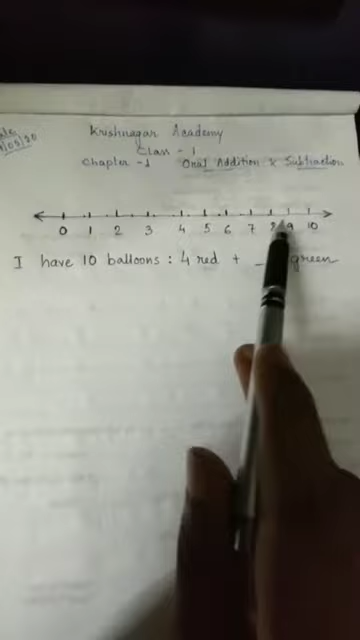 Krishnagar Academy
Class - 1
Chapter - 1 Oral Addition & Subtraction
0 1 2 3 4 5 6 7 8 9 10
I have 10 balloons : 4 red + _ green